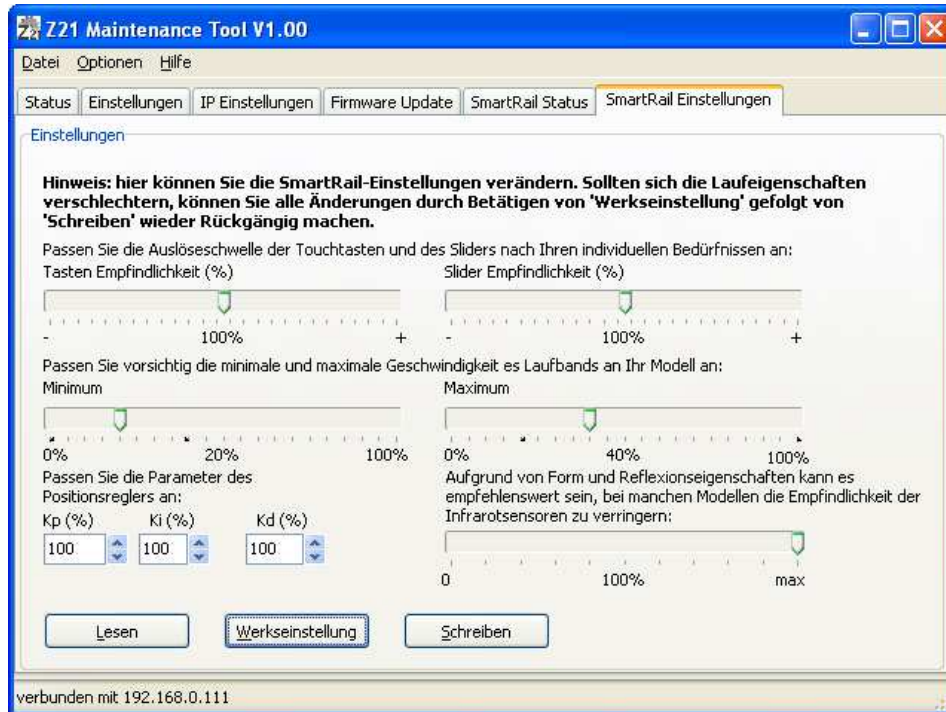 Z21 Maintenance Tool V1.00
Datei Optionen Hilfe
Status Einstellungen IP Einstellungen Firmware Update SmartRail Status SmartRail Einstellungen
Einstellungen
Hinweis: hier können Sie die SmartRail-Einstellungen verändern. Sollten sich die Laufeigenschaften
verschlechtern, können Sie alle Änderungen durch Betätigen von 'Werkseinstellung' gefolgt von
'Schreiben' wieder Rückgängig machen.
Passen Sie die Auslöseschwelle der Touchtasten und des Sliders nach Ihren individuellen Bedürfnissen an:
Tasten Empfindlichkeit (%) Slider Empfindlichkeit (%)
- 100% + - 100% +
Passen Sie vorsichtig die minimale und maximale Geschwindigkeit es Laufbands an Ihr Modell an:
Minimum Maximum
0% 20% 100% 0% 40% 100%
Passen Sie die Parameter des
Positionsreglers an:
Kp (%) Ki (%) Kd (%)
100 100 100
Aufgrund von Form und Reflexionseigenschaften kann es
empfehlenswert sein, bei manchen Modellen die Empfindlichkeit der
Infrarotsensoren zu verringern:
0 100% max
Lesen Werkseinstellung Schreiben
verbunden mit 192.168.0.111